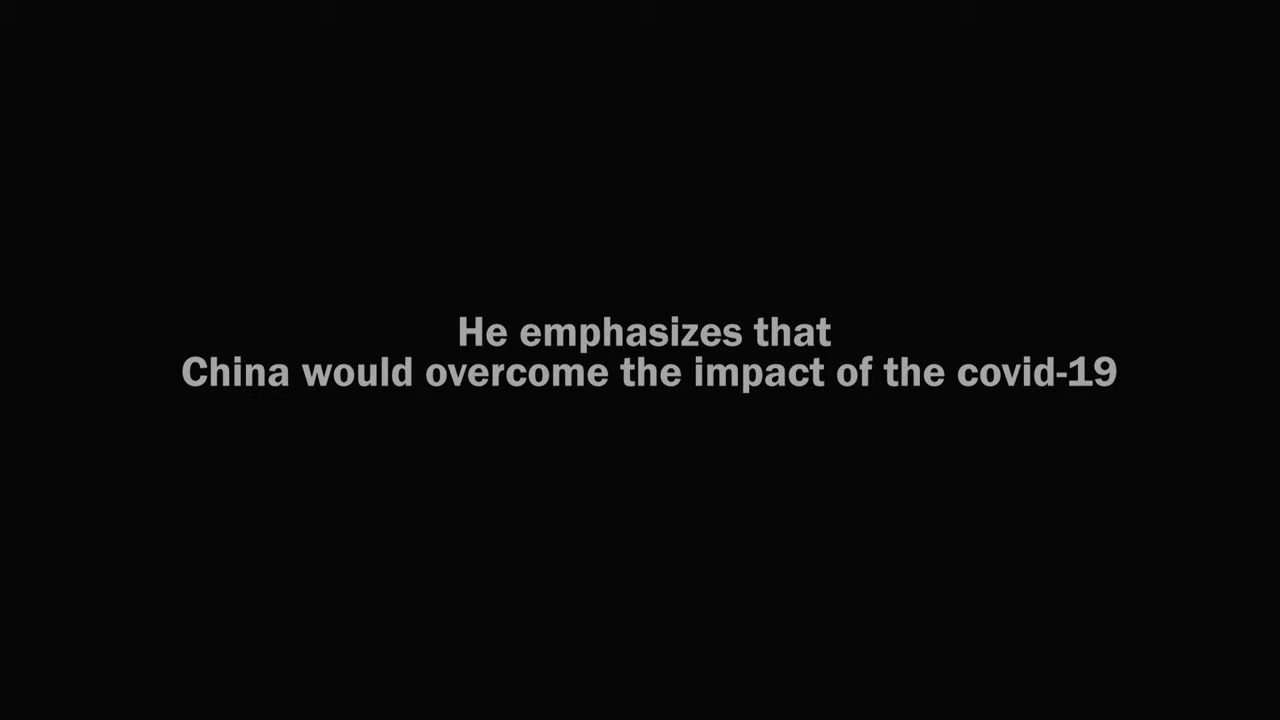 He emphasizes that
China would overcome the impact of the covid-19